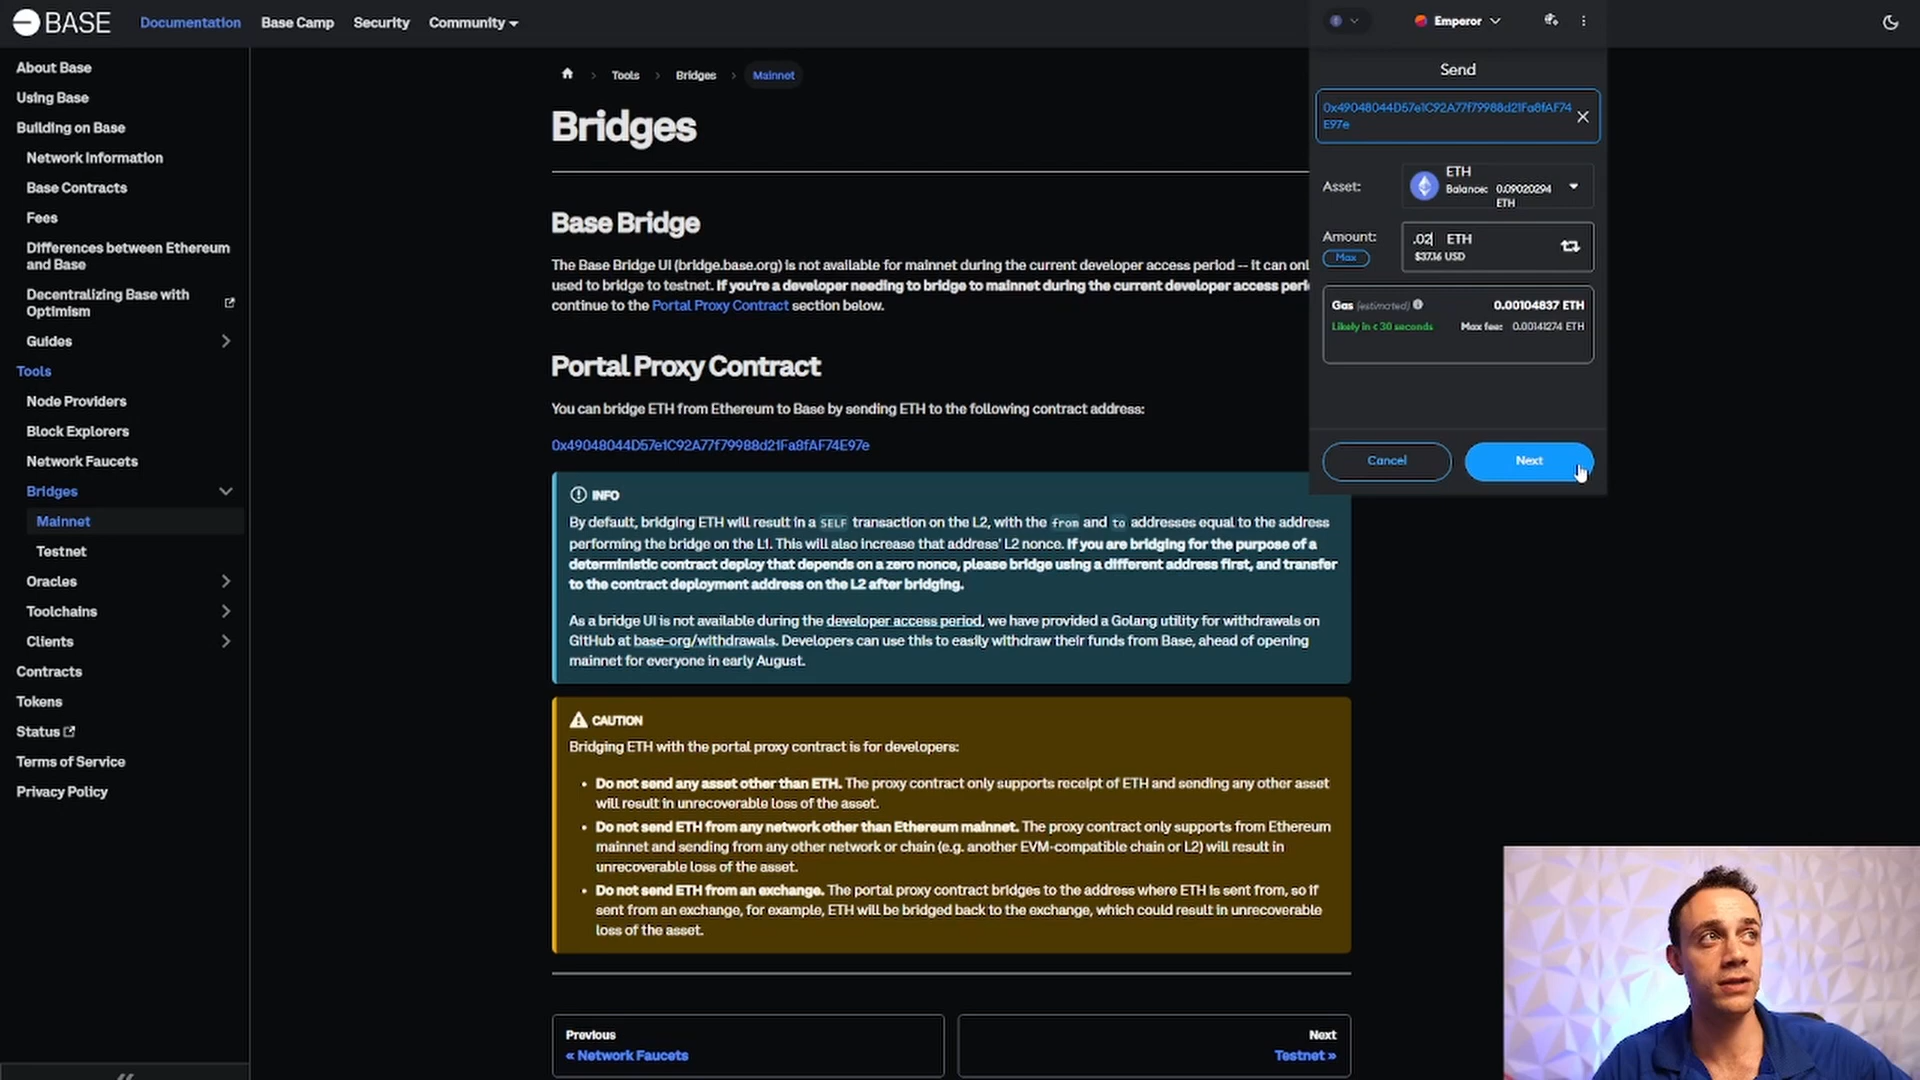 BASE
Documentation
Base Camp
Security
Community
About Base
Using Base
Building on Base
Network Information
Base Contracts
Fees
Differences between Ethereum
and Base
Decentralizing Base with
Optimism
Guides
Tools
Node Providers
Block Explorers
Network Faucets
Bridges
Mainnet
Testnet
Oracles
Toolchains
Clients
Contracts
Tokens
Status
Terms of Service
Privacy Policy
Tools
Bridges
Mainnet
Bridges
Base Bridge
The Base Bridge UI (bridge.base.org) is not available for mainnet during the current developer access period -- it can onl
used to bridge to testnet. If you're a developer needing to bridge to mainnet during the current developer access peri
continue to the Portal Proxy Contract section below.
Portal Proxy Contract
You can bridge ETH from Ethereum to Base by sending ETH to the following contract address:
0x49048044D57e1C92A77f79988d21Fa8fAF74E97e
INFO
By default, bridging ETH will result in a SELF transaction on the L2, with the from and to addresses equal to the address
performing the bridge on the L1. This will also increase that address' L2 nonce. If you are bridging for the purpose of a
deterministic contract deploy that depends on a zero nonce, please bridge using a different address first, and transfer
to the contract deployment address on the L2 after bridging.
As a bridge UI is not available during the developer access period, we have provided a Golang utility for withdrawals on
GitHub at base-org/withdrawals. Developers can use this to easily withdraw their funds from Base, ahead of opening
mainnet for everyone in early August.
CAUTION
Bridging ETH with the portal proxy contract is for developers:
• Do not send any asset other than ETH. The proxy contract only supports receipt of ETH and sending any other asset
will result in unrecoverable loss of the asset.
• Do not send ETH from any network other than Ethereum mainnet. The proxy contract only supports from Ethereum
mainnet and sending from any other network or chain (e.g. another EVM-compatible chain or L2) will result in
unrecoverable loss of the asset.
• Do not send ETH from an exchange. The portal proxy contract bridges to the address where ETH is sent from, so if
sent from an exchange, for example, ETH will be bridged back to the exchange, which could result in unrecoverable
loss of the asset.
Previous
« Network Faucets
Next
Testnet »
Emperor
Send
0x49048044D57e1C92A77f79988d21Fa8fAF74
E97e
Asset:
ETH
Balance: 0.09020294
ETH
Amount:
Max
.02 ETH
$37.16 USD
Gas (estimated) 0.00104837 ETH
Likely in < 30 seconds Max fee: 0.00141274 ETH
Cancel
Next